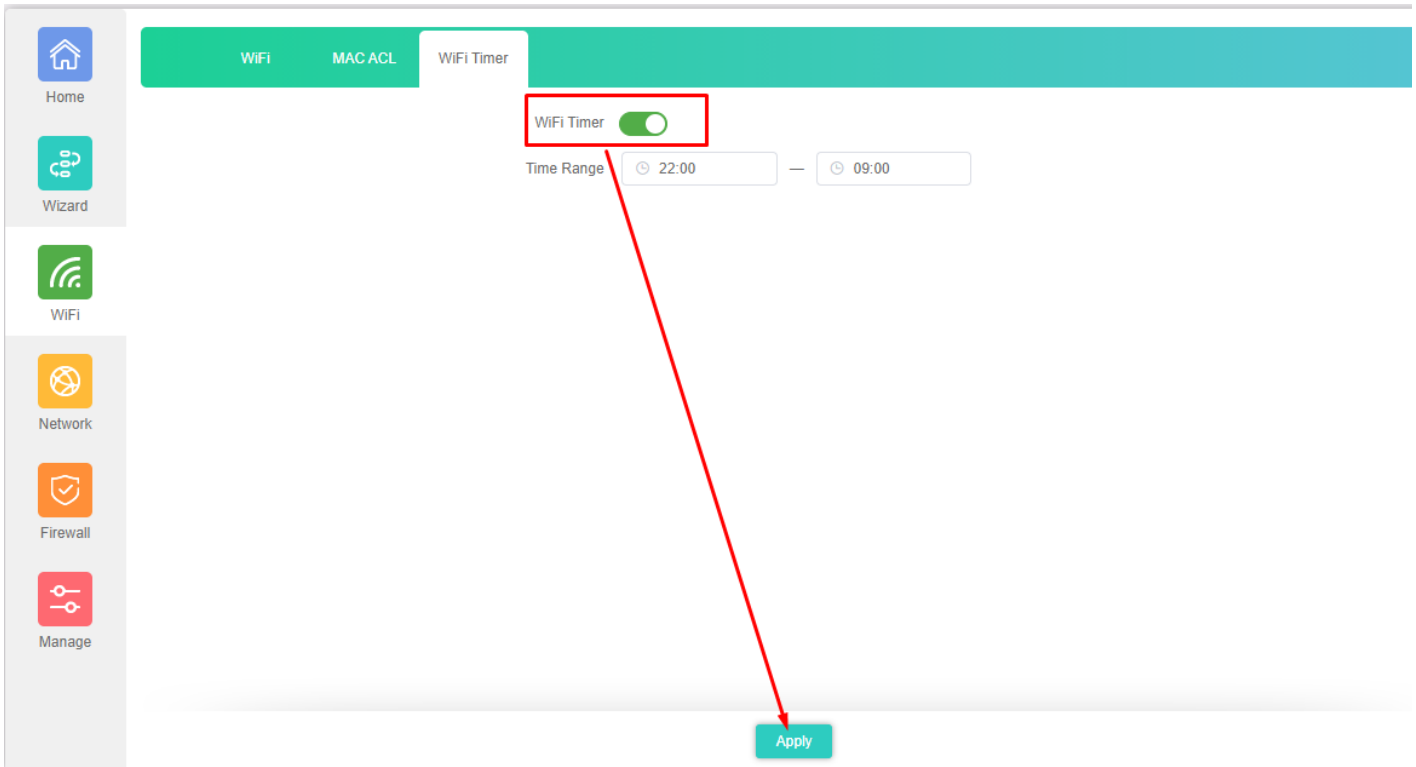 Home
Wizard
WiFi
Network
Firewall
Manage
WiFi MAC ACL WiFi Timer
WiFi Timer
Time Range 22:00 — 09:00
Apply